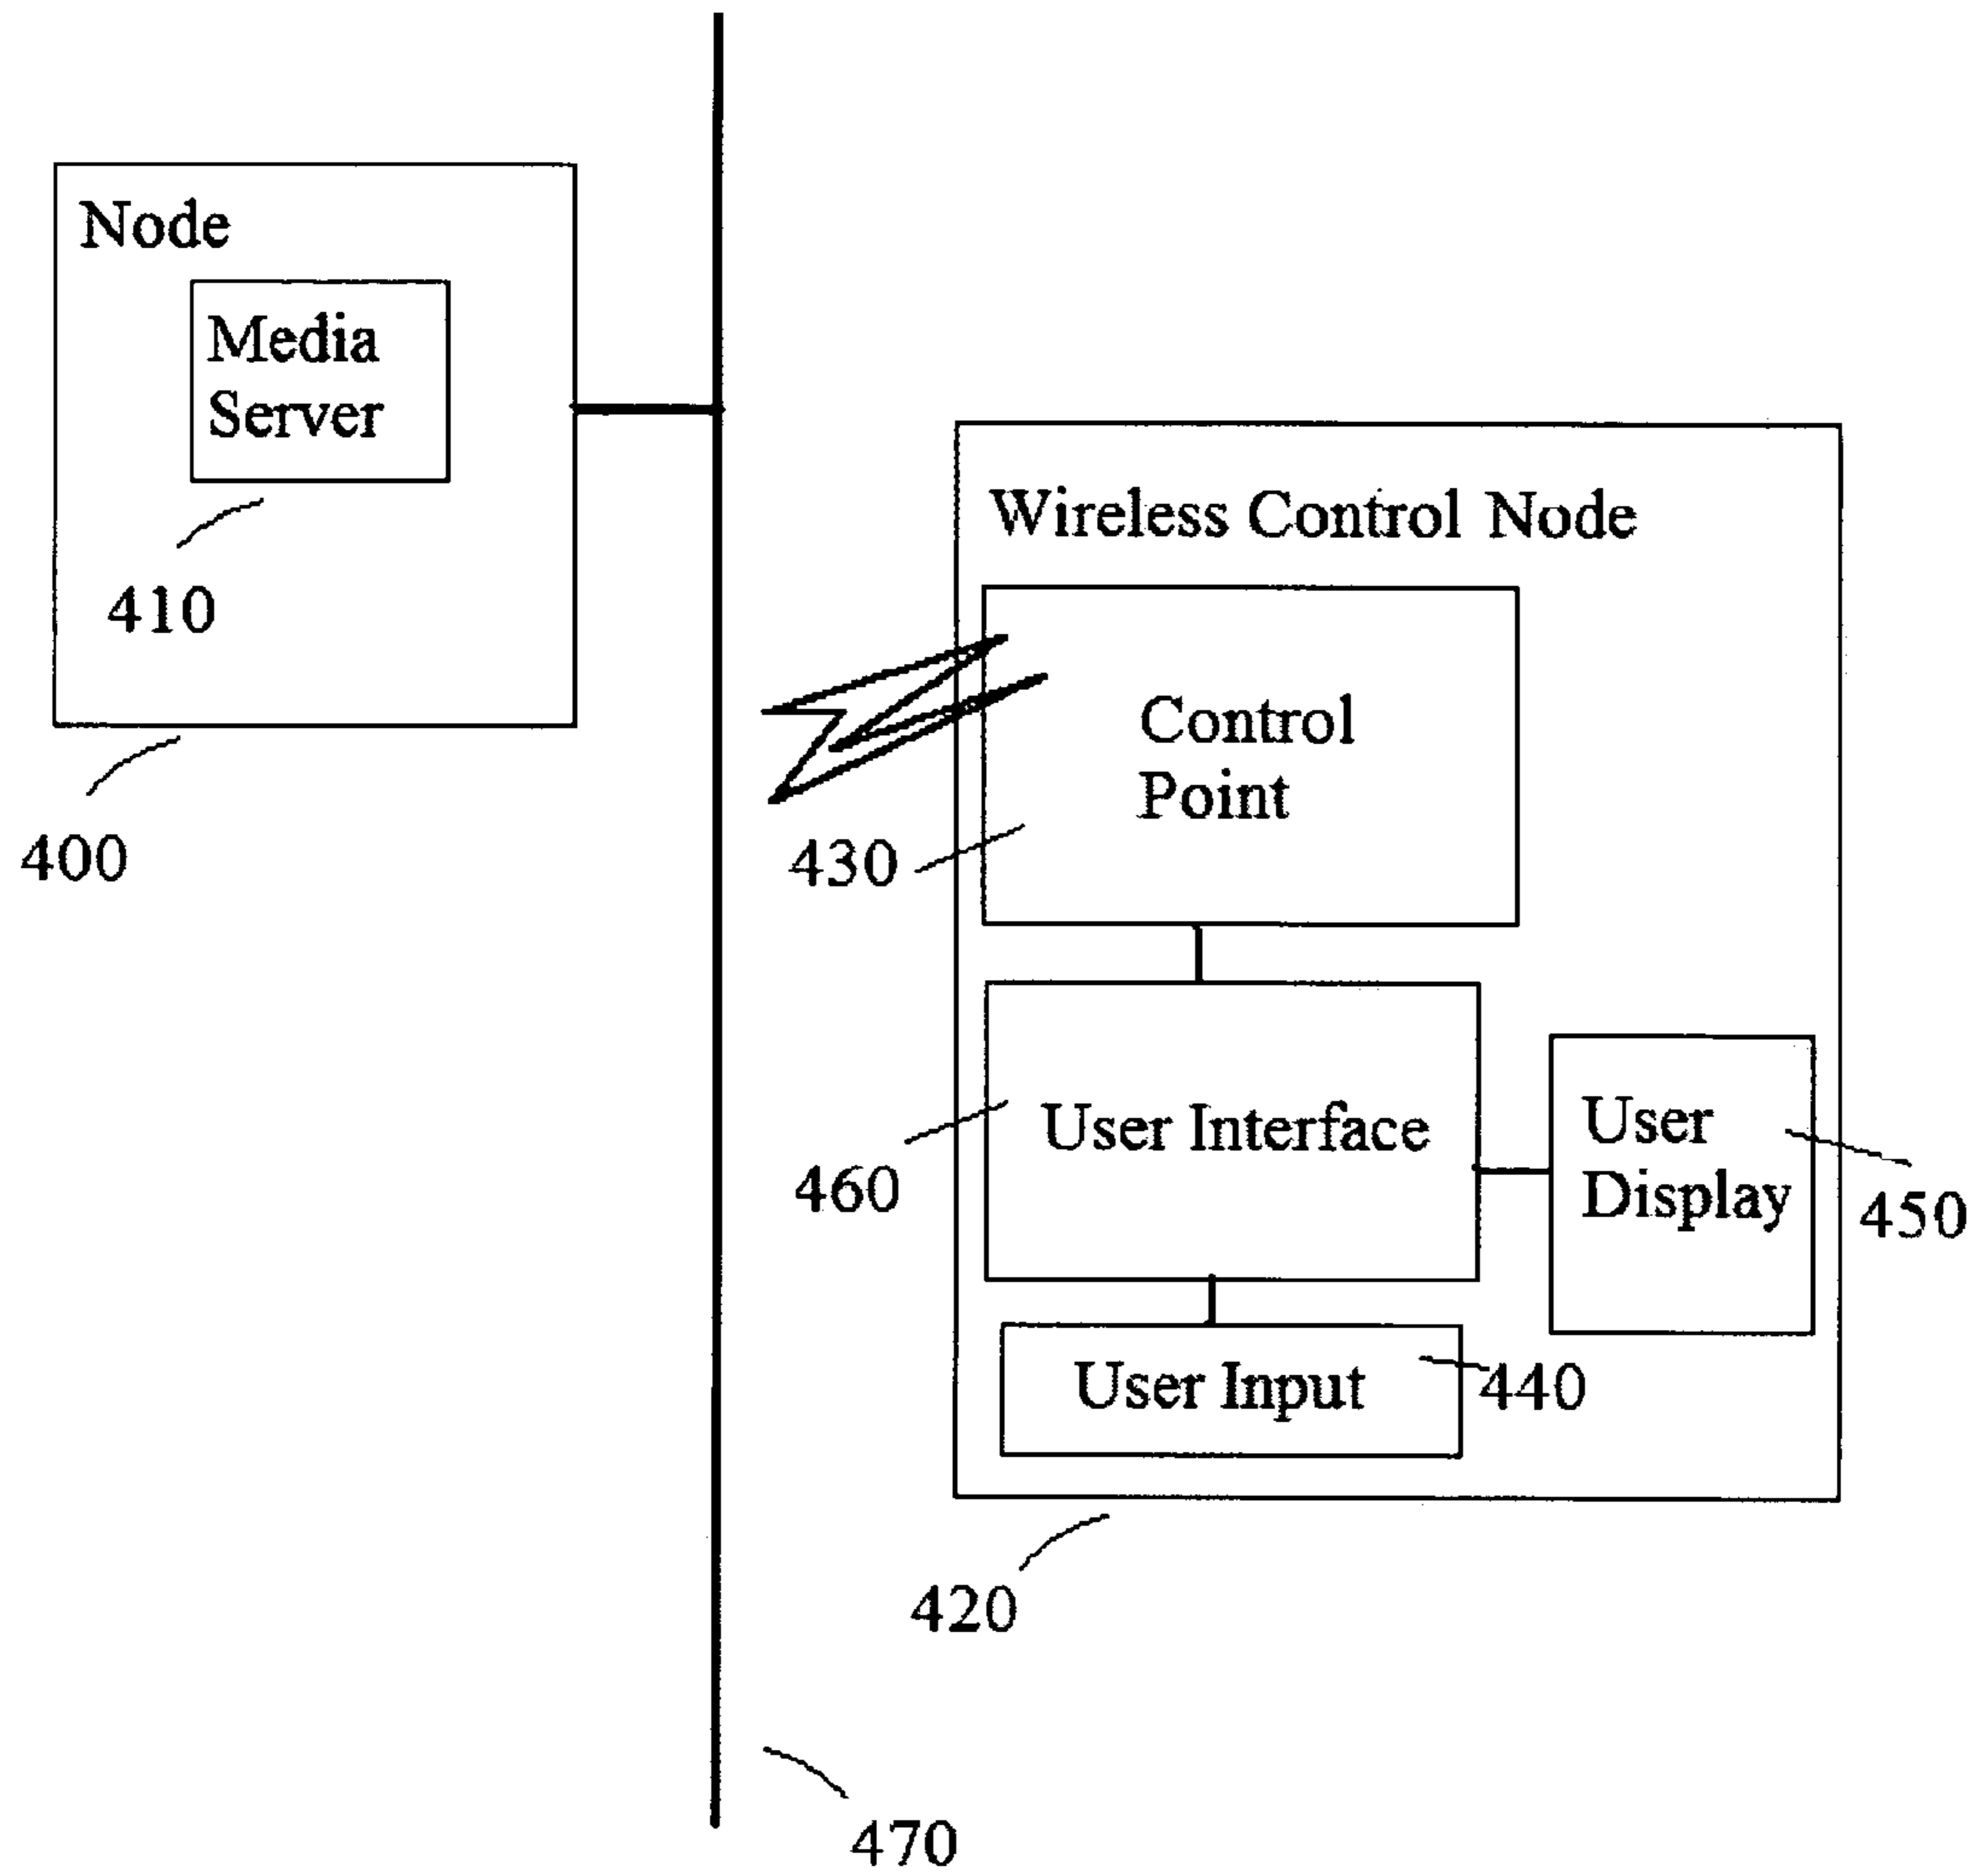 Node
Media
Server
410
400
Wireless Control Node
Control
Point
430
User Interface
460
User
Display
450
User Input
440
420
470